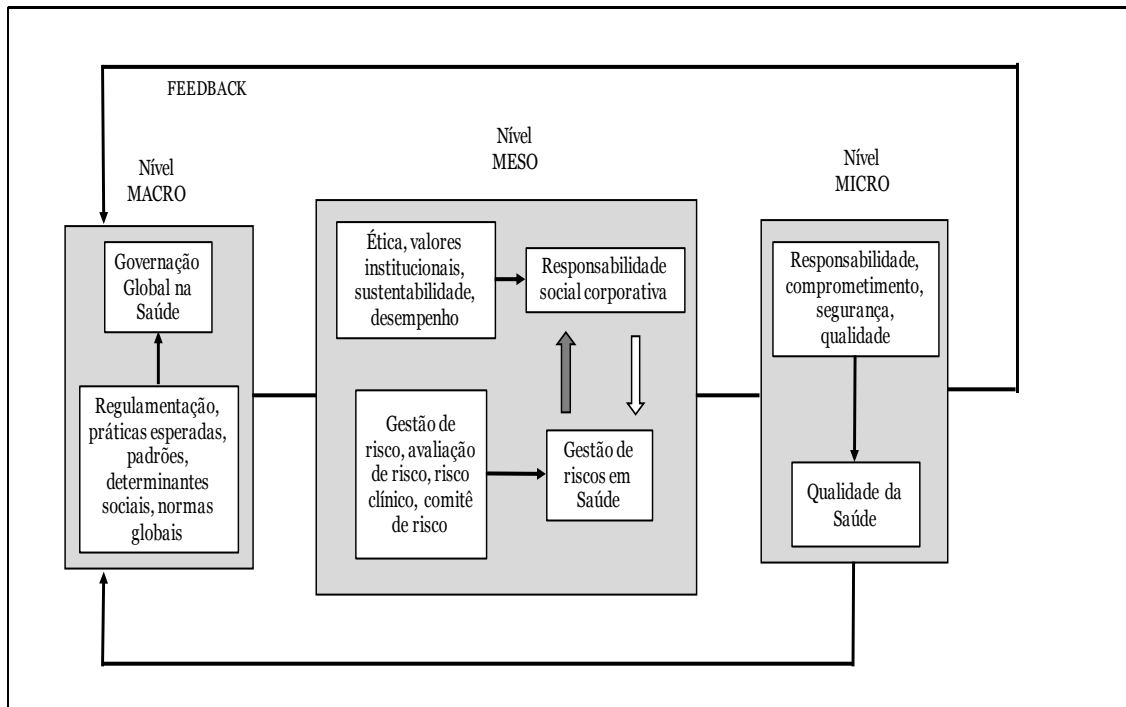 FEEDBACK
Nível
MACRO
Governação
Global na
Saúde
Regulamentação,
práticas esperadas,
padrões,
determinantes
sociais, normas
globais
Nível
MESO
Ética, valores
institucionais,
sustentabilidade,
desempenho
Responsabilidade
social corporativa
Gestão de
risco, avaliação
de risco, risco
clínico, comitê
de risco
Gestão de
riscos em
Saúde
Nível
MICRO
Responsabilidade,
comprometimento,
segurança,
qualidade
Qualidade da
Saúde